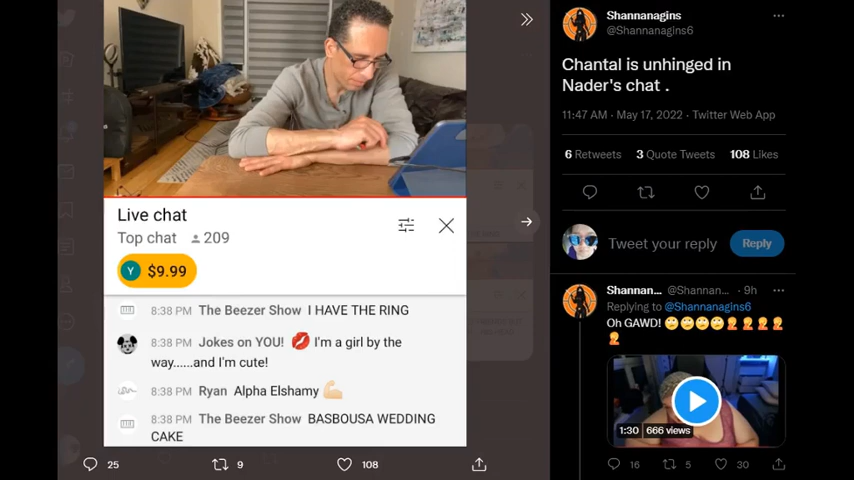 Live chat
Top chat 209
Y $9.99
8:38 PM The Beezer Show I HAVE THE RING
8:38 PM Jokes on YOU! 💋 I'm a girl by the
way......and I'm cute!
8:38 PM Ryan Alpha Elshamy 💪🏼
8:38 PM The Beezer Show BASBOUSA WEDDING
CAKE
25 9 108
Shannanagins
@Shannanagins6
Chantal is unhinged in
Nader's chat .
11:47 AM · May 17, 2022 · Twitter Web App
6 Retweets 3 Quote Tweets 108 Likes
Tweet your reply Reply
Shannan... @Shannan... · 9h
Replying to @Shannanagins6
Oh GAWD! 🙄🙄🙄🙄🤦🤦🤦🤦
🤦
1:30 666 views
16 5 30